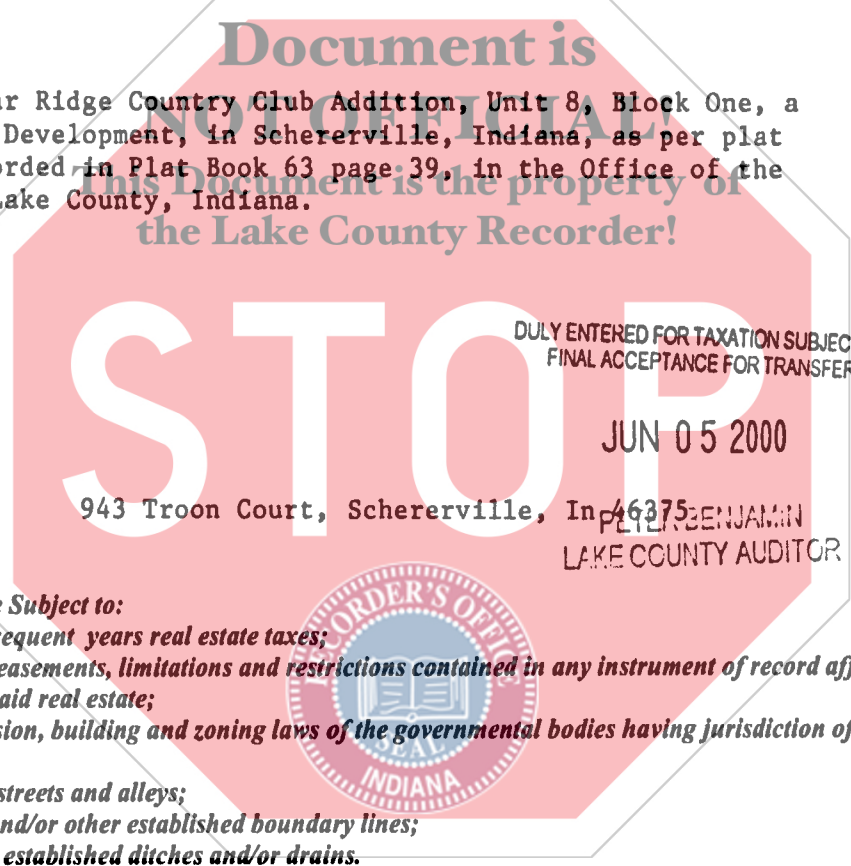 Document is
NOT OFFICIAL!
This Document is the property of
the Lake County Recorder!
ar Ridge Country Club Addition, Unit 8, Block One, a
Development, in Schererville, Indiana, as per plat
orded in Plat Book 63 page 39, in the Office of the
Lake County, Indiana.
STOP
DULY ENTERED FOR TAXATION SUBJEC
FINAL ACCEPTANCE FOR TRANSFER
JUN 05 2000
943 Troon Court, Schererville, In 46375
PETER BENJAMIN
LAKE COUNTY AUDITOR
RECORDER'S OFFICE
SEAL
INDIANA
e Subject to:
equent years real estate taxes;
easements, limitations and restrictions contained in any instrument of record aff
aid real estate;
sion, building and zoning laws of the governmental bodies having jurisdiction of
streets and alleys;
and/or other established boundary lines;
established ditches and/or drains.